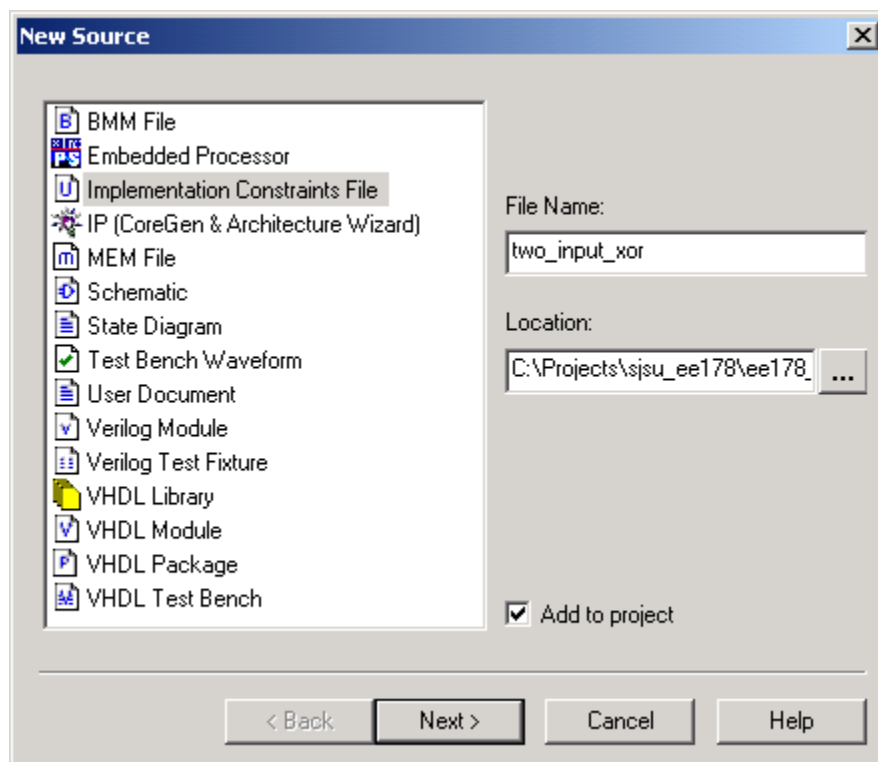 New Source
BMM File
Embedded Processor
Implementation Constraints File
IP (CoreGen & Architecture Wizard)
MEM File
Schematic
State Diagram
Test Bench Waveform
User Document
Verilog Module
Verilog Test Fixture
VHDL Library
VHDL Module
VHDL Package
VHDL Test Bench
File Name:
two_input_xor
Location:
C:\Projects\sjsu_ee178\ee178_
...
Add to project
< Back
Next >
Cancel
Help